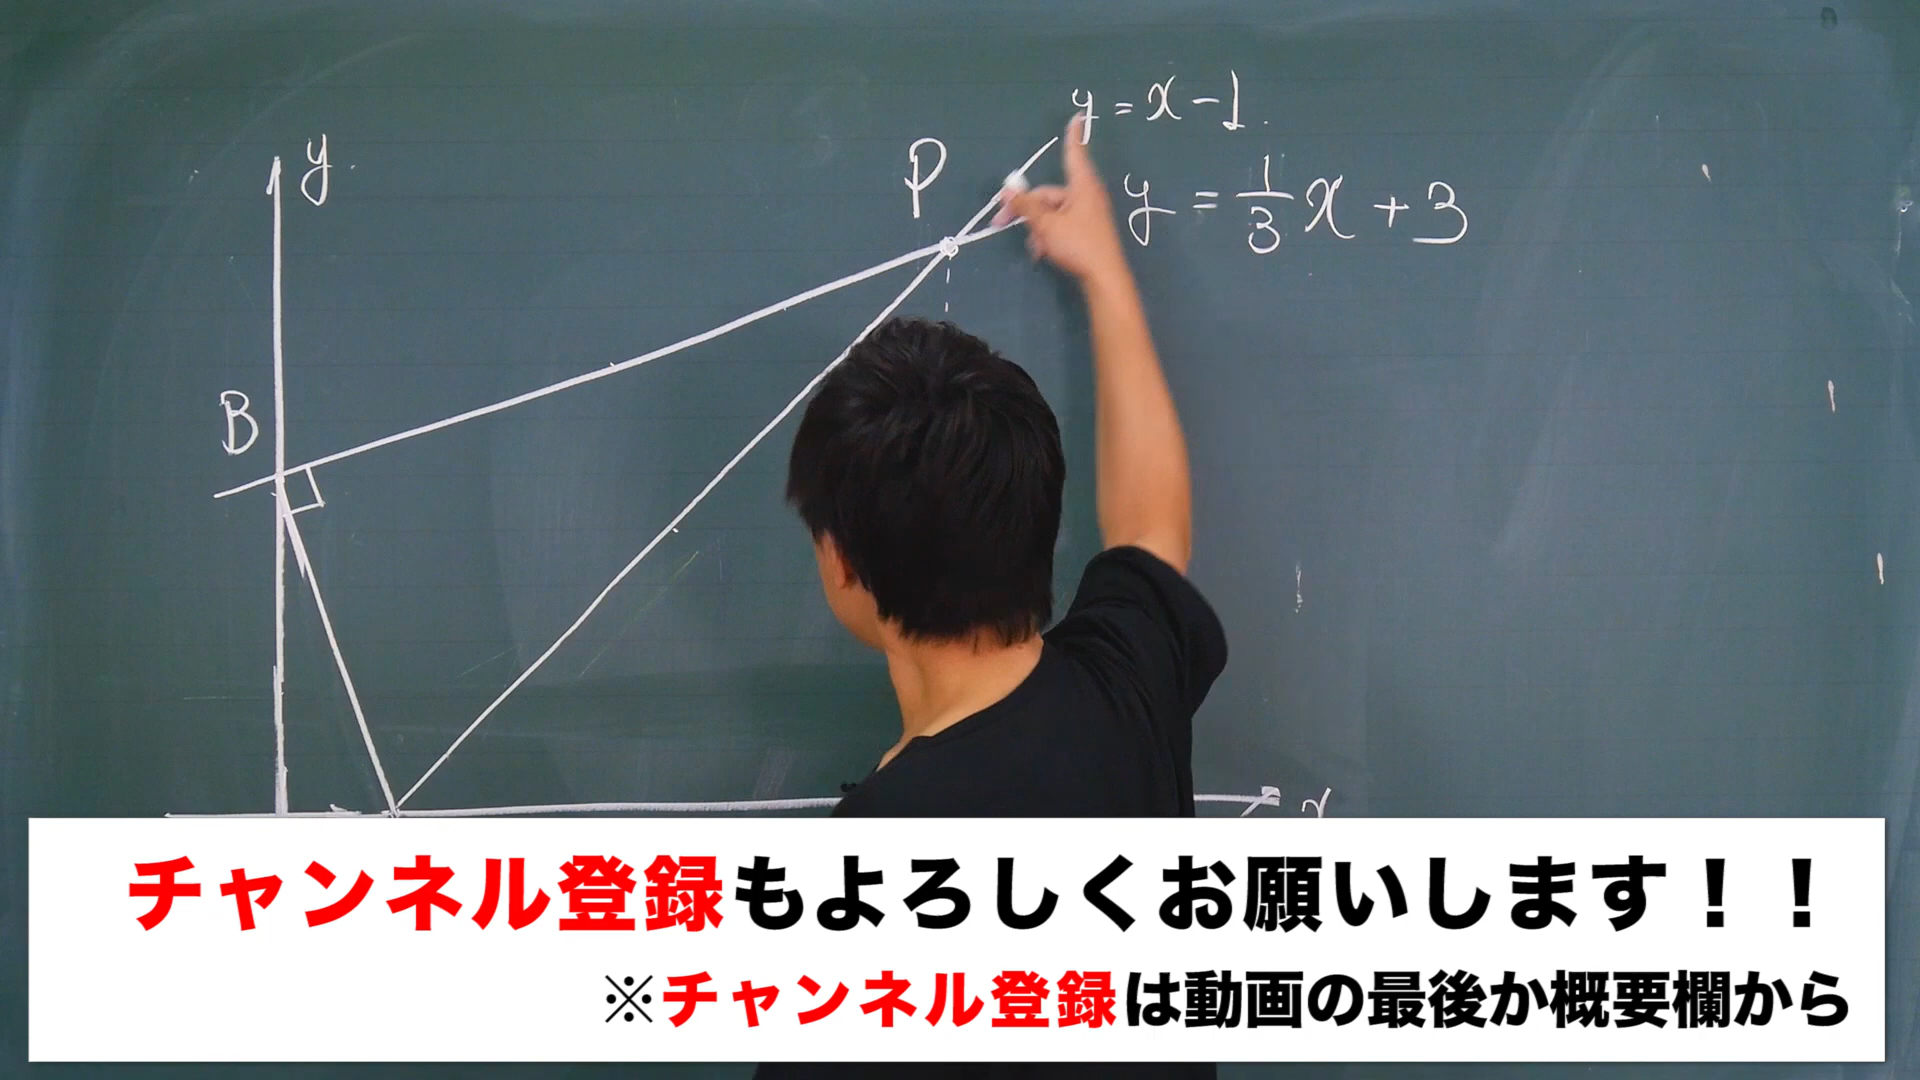 y = x - 1
y
P
y = 1/3 x + 3
B
x
チャンネル登録もよろしくお願いします！！
※チャンネル登録は動画の最後か概要欄から